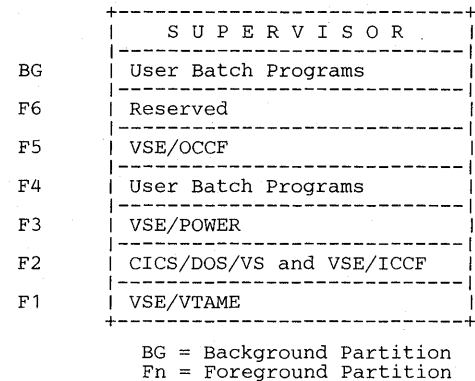 S U P E R V I S O R
BG User Batch Programs
F6 Reserved
F5 VSE/OCCF
F4 User Batch Programs
F3 VSE/POWER
F2 CICS/DOS/VS and VSE/ICCF
F1 VSE/VTAME
BG = Background Partition
Fn = Foreground Partition